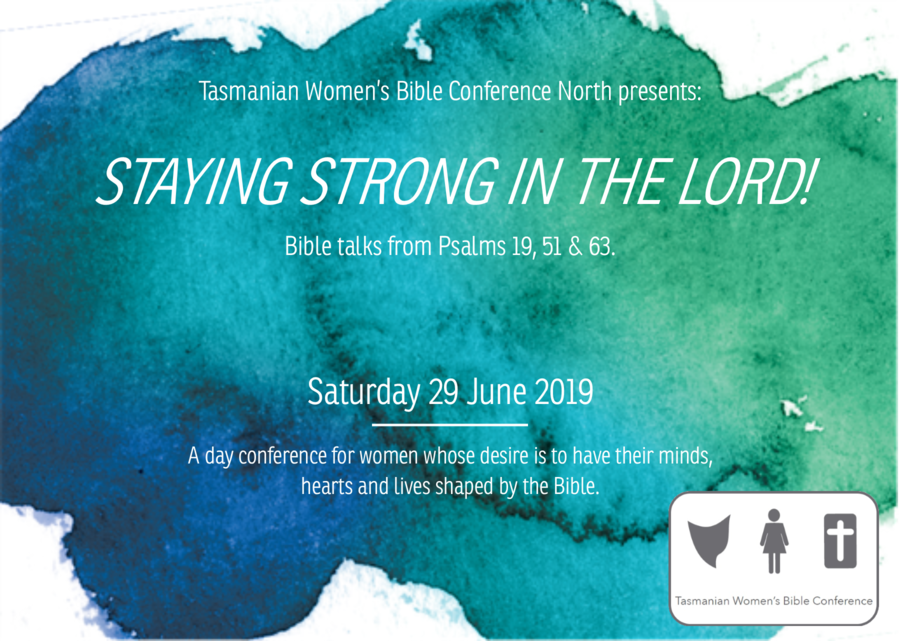 Tasmanian Women's Bible Conference North presents:
STAYING STRONG IN THE LORD!
Bible talks from Psalms 19, 51 & 63.
Saturday 29 June 2019
A day conference for women whose desire is to have their minds,
hearts and lives shaped by the Bible.
Tasmanian Women's Bible Conference